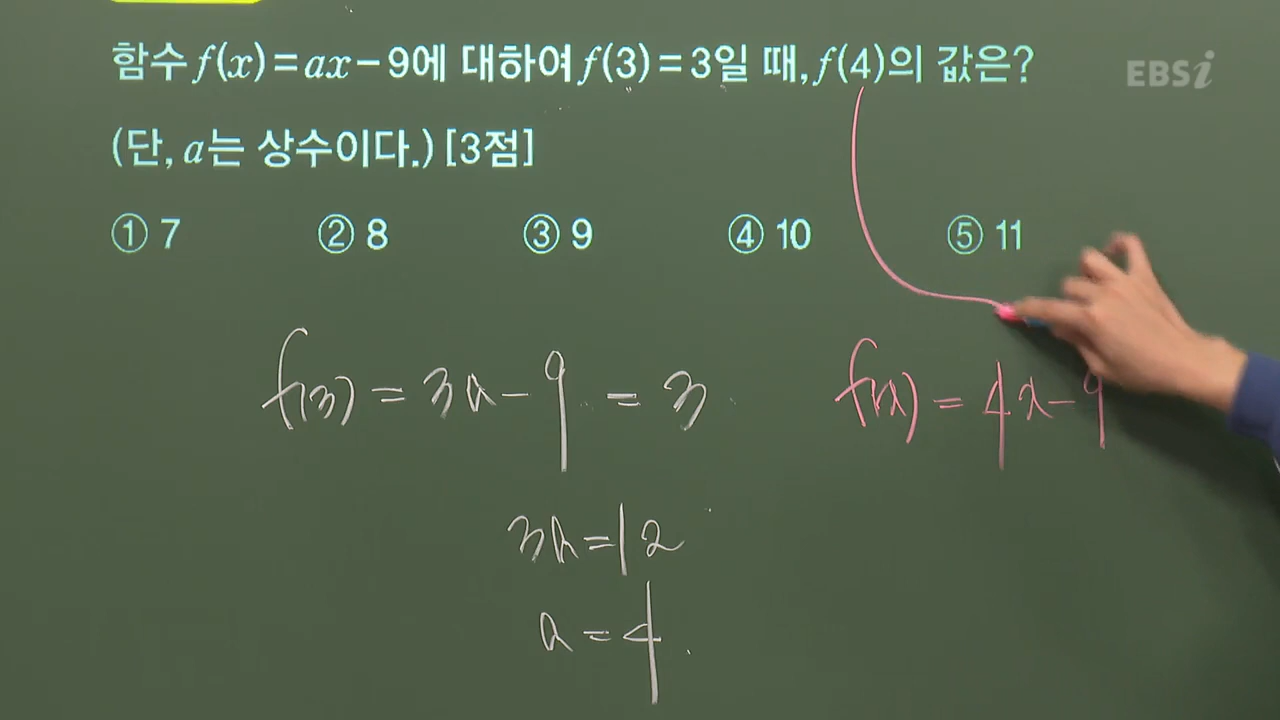 함수 f(x)=ax-9에 대하여 f(3)=3일 때, f(4)의 값은?
EBSi
(단, a는 상수이다.) [3점]
① 7 ② 8 ③ 9 ④ 10 ⑤ 11
f(3) = 3a - 9 = 3
f(x) = 4x - 9
3a = 12
a = 4